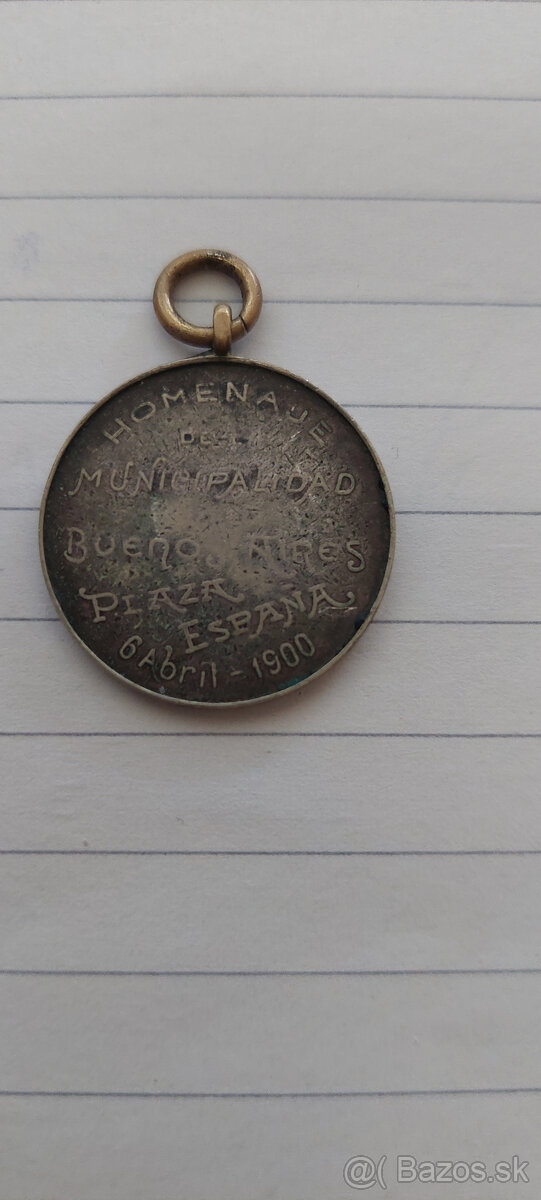 HOMENAJE
DE LA
MUNICIPALIDAD
BUENOS AIRES
PLAZA
ESPAÑA
6 Abril - 1900
@( Bazos.sk